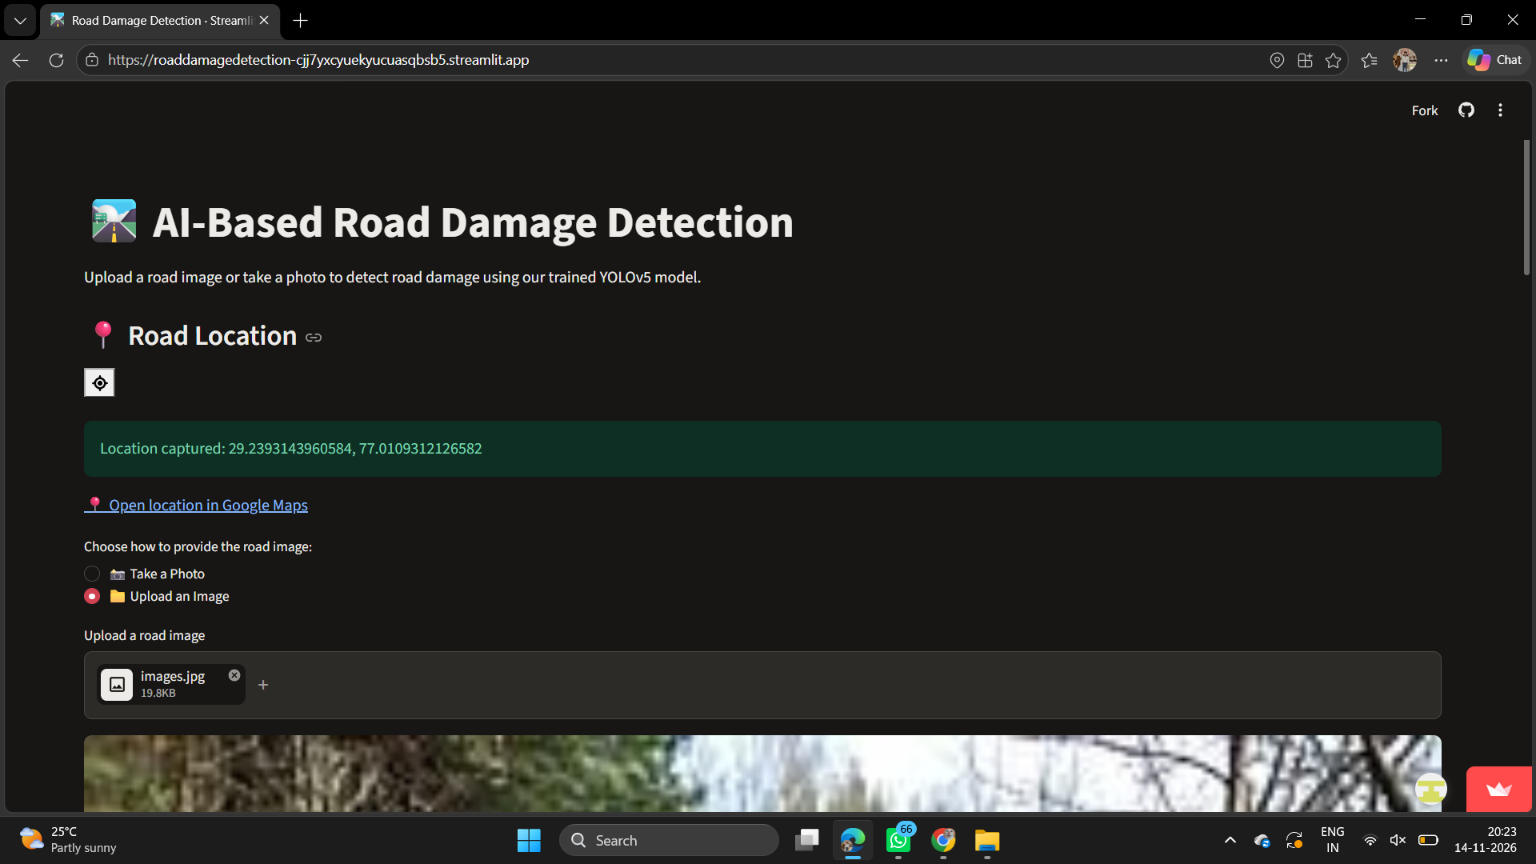 Road Damage Detection · Streamli
https://roaddamagedetection-cjj7yxcyuekyucuasqbsb5.streamlit.app
Chat
Fork
AI-Based Road Damage Detection
Upload a road image or take a photo to detect road damage using our trained YOLOv5 model.
Road Location
Location captured: 29.2393143960584, 77.0109312126582
Open location in Google Maps
Choose how to provide the road image:
Take a Photo
Upload an Image
Upload a road image
images.jpg
19.8KB
25°C
Partly sunny
Search
66
ENG
IN
20:23
14-11-2026